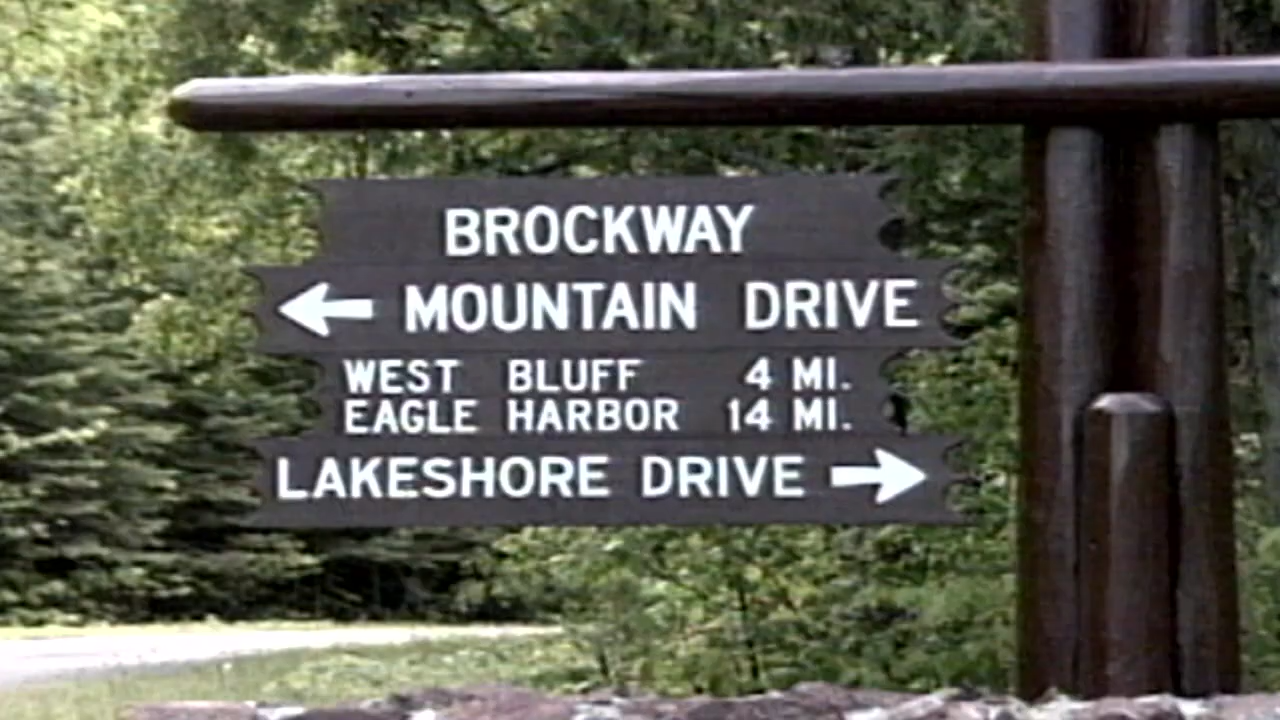 BROCKWAY
MOUNTAIN DRIVE
WEST BLUFF 4 MI.
EAGLE HARBOR 14 MI.
LAKESHORE DRIVE